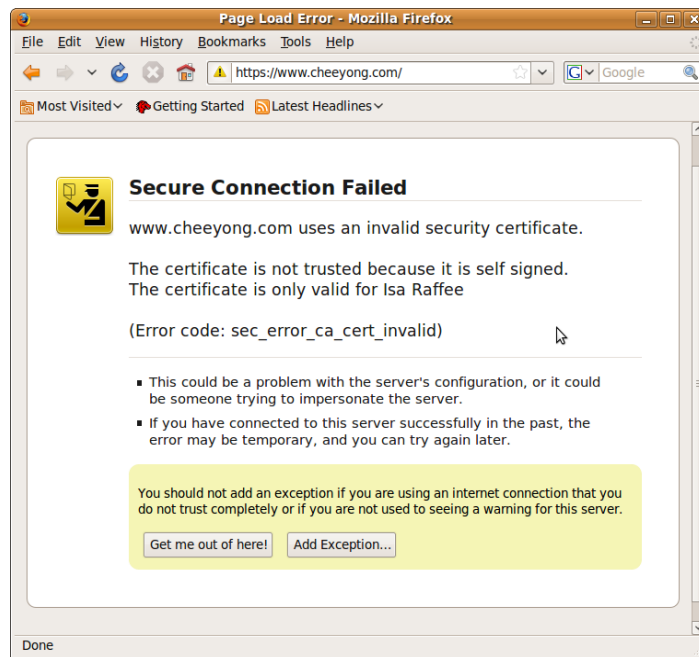 Page Load Error - Mozilla Firefox
File Edit View History Bookmarks Tools Help
https://www.cheeyong.com/ G Google
Most Visited Getting Started Latest Headlines
Secure Connection Failed
www.cheeyong.com uses an invalid security certificate.
The certificate is not trusted because it is self signed.
The certificate is only valid for Isa Raffee
(Error code: sec_error_ca_cert_invalid)
This could be a problem with the server's configuration, or it could
be someone trying to impersonate the server.
If you have connected to this server successfully in the past, the
error may be temporary, and you can try again later.
You should not add an exception if you are using an internet connection that you
do not trust completely or if you are not used to seeing a warning for this server.
Get me out of here! Add Exception...
Done